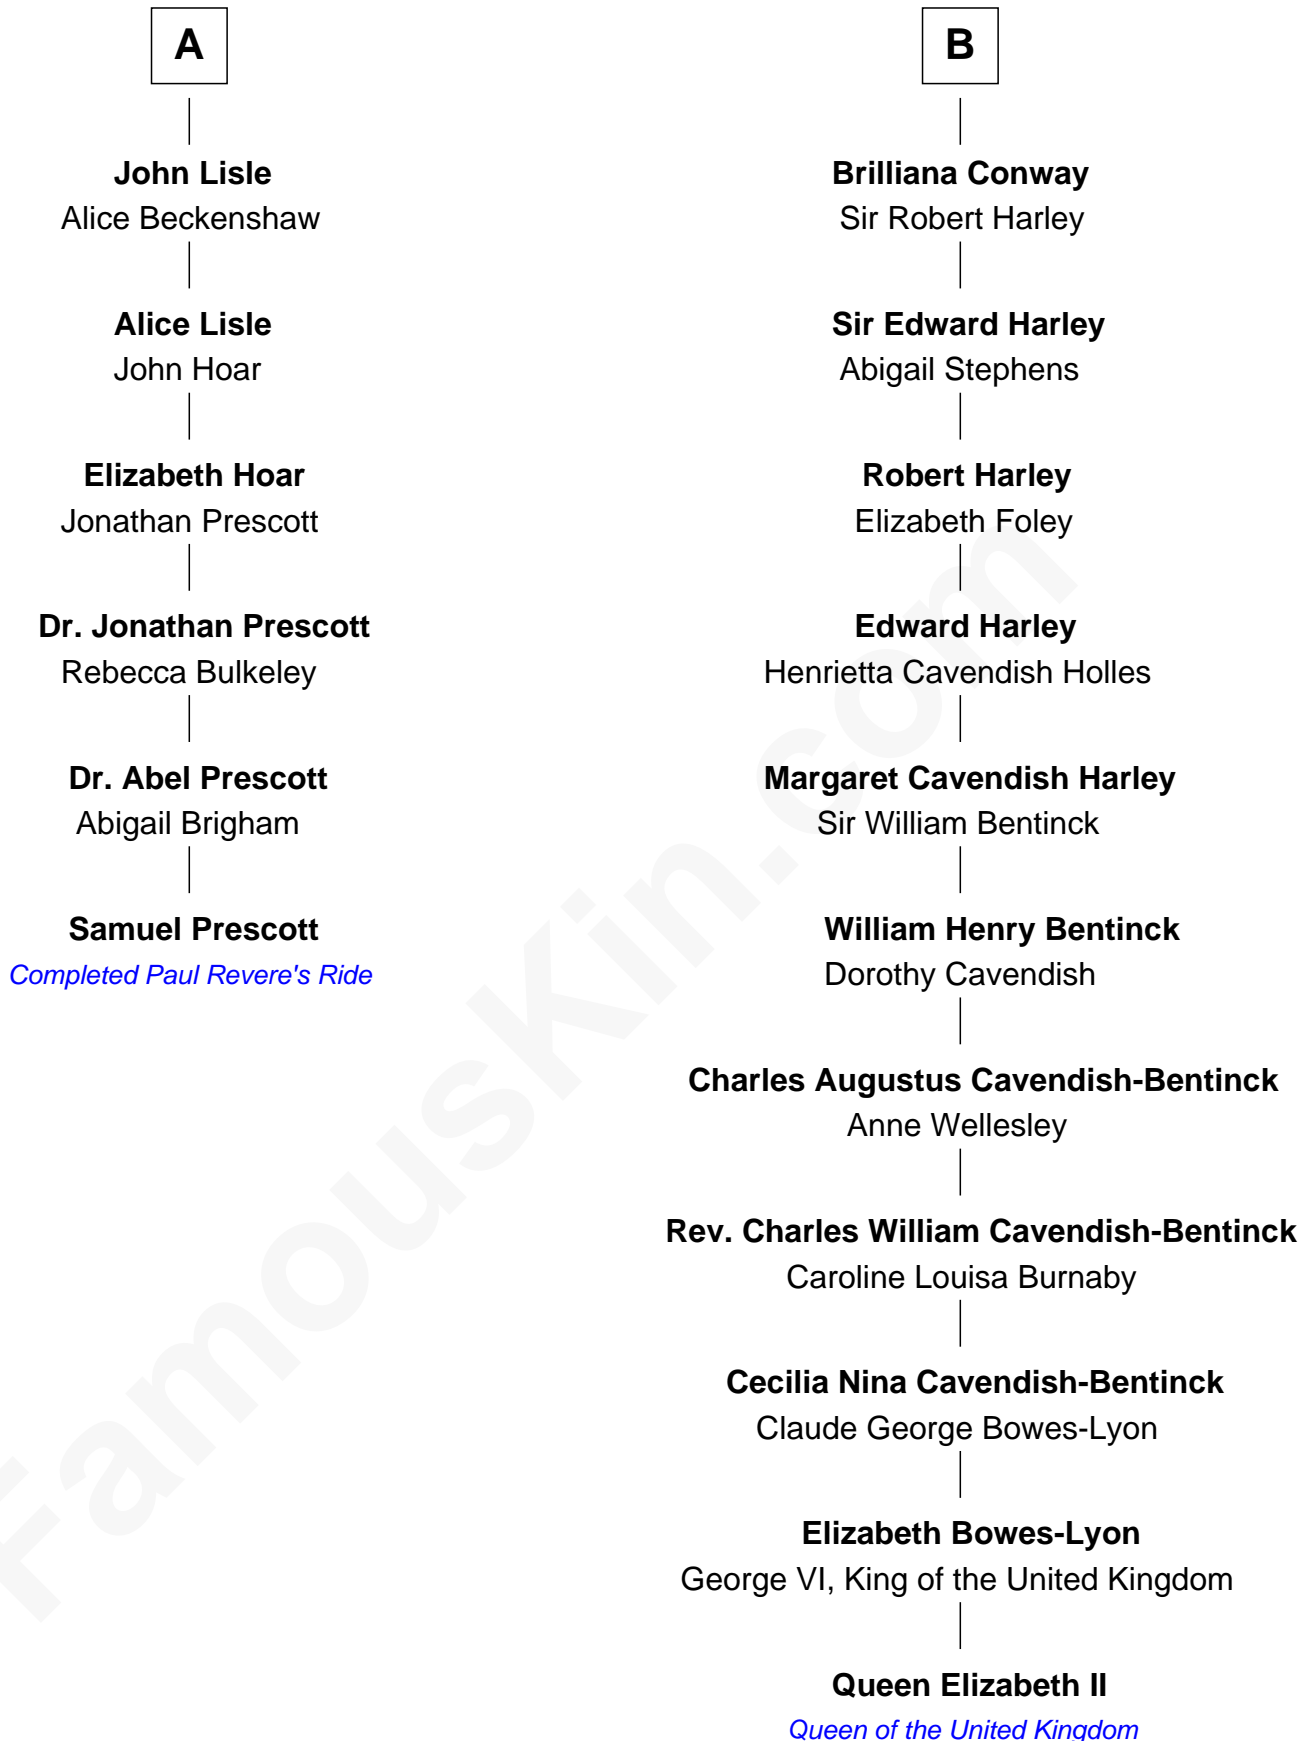 A
John Lisle
Alice Beckenshaw
Alice Lisle
John Hoar
Elizabeth Hoar
Jonathan Prescott
Dr. Jonathan Prescott
Rebecca Bulkeley
Dr. Abel Prescott
Abigail Brigham
Samuel Prescott
Completed Paul Revere's Ride
B
Brilliana Conway
Sir Robert Harley
Sir Edward Harley
Abigail Stephens
Robert Harley
Elizabeth Foley
Edward Harley
Henrietta Cavendish Holles
Margaret Cavendish Harley
Sir William Bentinck
William Henry Bentinck
Dorothy Cavendish
Charles Augustus Cavendish-Bentinck
Anne Wellesley
Rev. Charles William Cavendish-Bentinck
Caroline Louisa Burnaby
Cecilia Nina Cavendish-Bentinck
Claude George Bowes-Lyon
Elizabeth Bowes-Lyon
George VI, King of the United Kingdom
Queen Elizabeth II
Queen of the United Kingdom
FamousKin.com